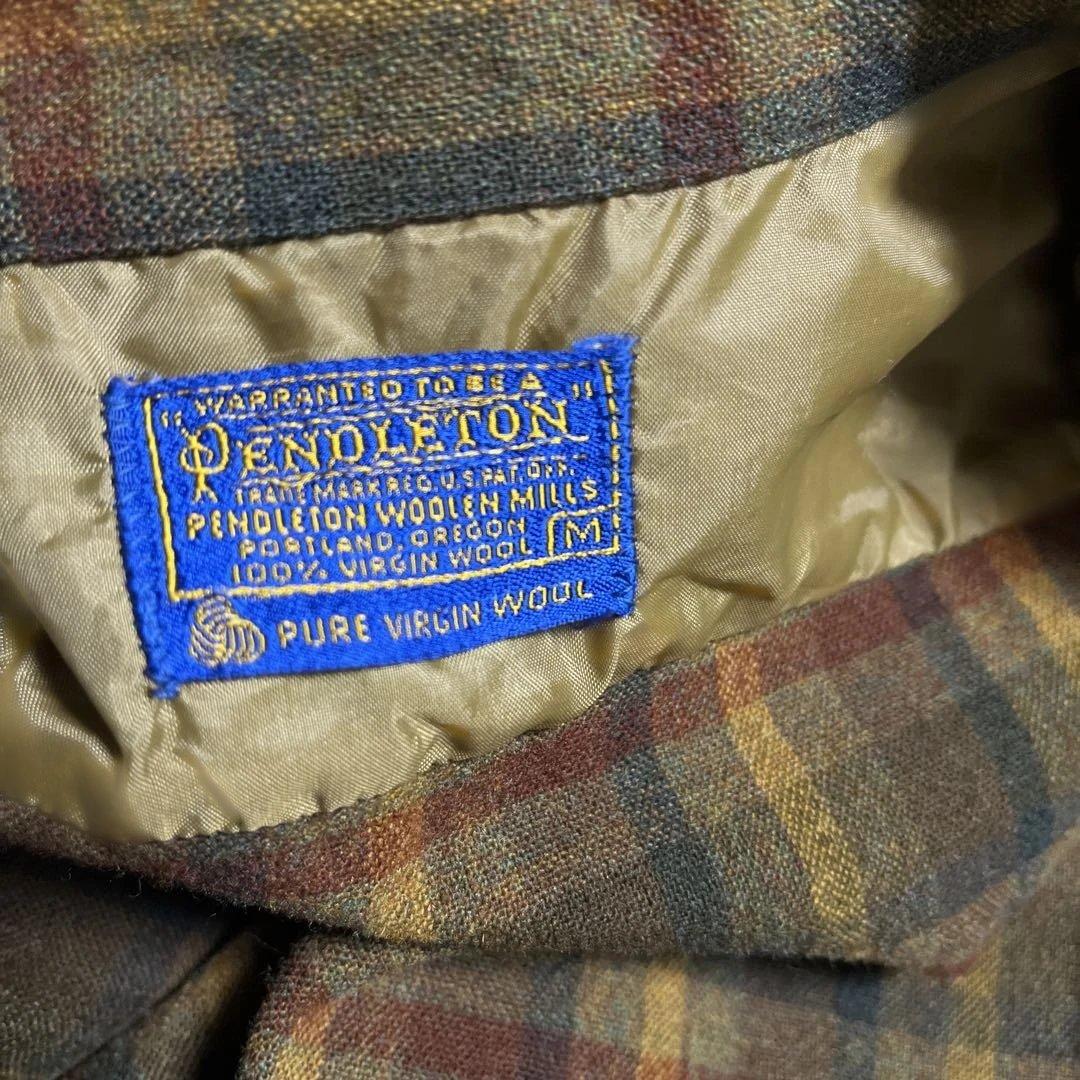 "WARRANTED TO BE A
PENDLETON"
TRADE MARK REG. U.S. PAT. OFF.
PENDLETON WOOLEN MILLS
PORTLAND, OREGON
100% VIRGIN WOOL M
PURE VIRGIN WOOL